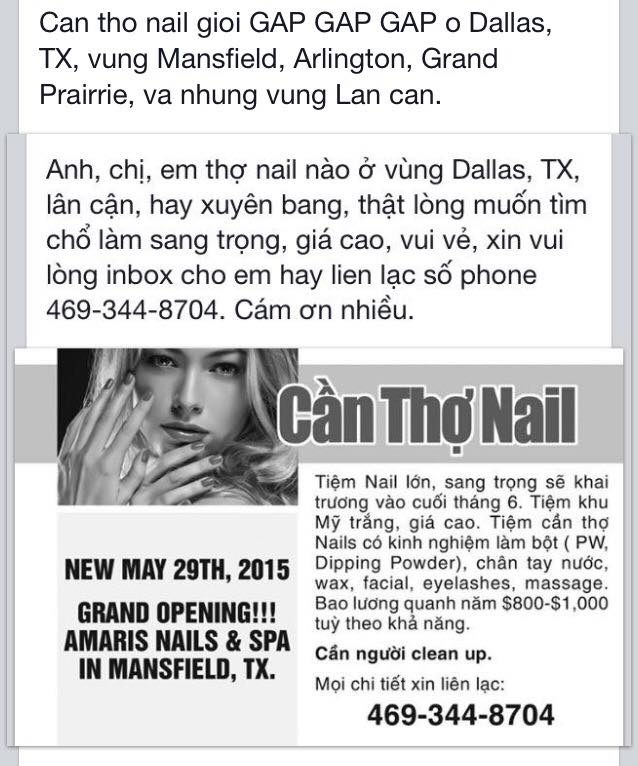 Can tho nail gioi GAP GAP GAP o Dallas,
TX, vung Mansfield, Arlington, Grand
Prairrie, va nhung vung Lan can.
Anh, chị, em thợ nail nào ở vùng Dallas, TX,
lân cận, hay xuyên bang, thật lòng muốn tìm
chổ làm sang trọng, giá cao, vui vẻ, xin vui
lòng inbox cho em hay lien lạc số phone
469-344-8704. Cám ơn nhiều.
Cần Thợ Nail
Tiệm Nail lớn, sang trọng sẽ khai
trương vào cuối tháng 6. Tiệm khu
Mỹ trắng, giá cao. Tiệm cần thợ
Nails có kinh nghiệm làm bột ( PW,
Dipping Powder), chân tay nước,
wax, facial, eyelashes, massage.
Bao lương quanh năm $800-$1,000
tuỳ theo khả năng.
Cần người clean up.
Mọi chi tiết xin liên lạc:
469-344-8704
NEW MAY 29TH, 2015
GRAND OPENING!!!
AMARIS NAILS & SPA
IN MANSFIELD, TX.